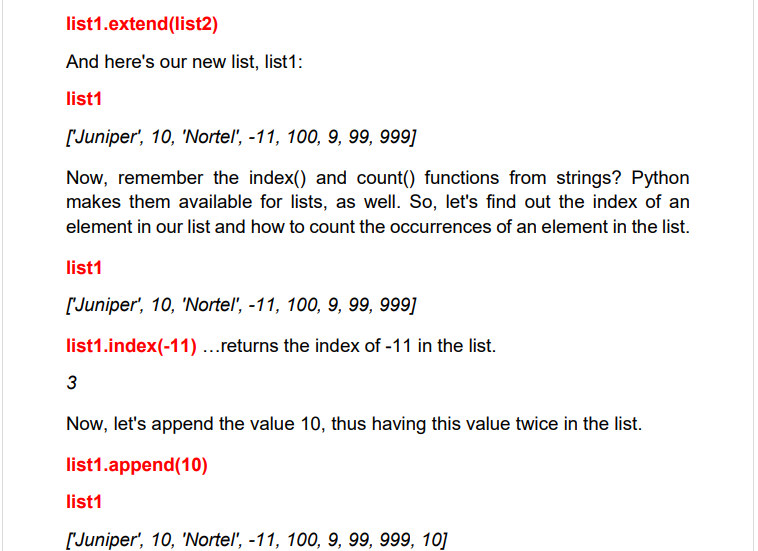 list1.extend(list2)
And here's our new list, list1:
list1
['Juniper', 10, 'Nortel', -11, 100, 9, 99, 999]
Now, remember the index() and count() functions from strings? Python
makes them available for lists, as well. So, let's find out the index of an
element in our list and how to count the occurrences of an element in the list.
list1
['Juniper', 10, 'Nortel', -11, 100, 9, 99, 999]
list1.index(-11) …returns the index of -11 in the list.
3
Now, let's append the value 10, thus having this value twice in the list.
list1.append(10)
list1
['Juniper', 10, 'Nortel', -11, 100, 9, 99, 999, 10]